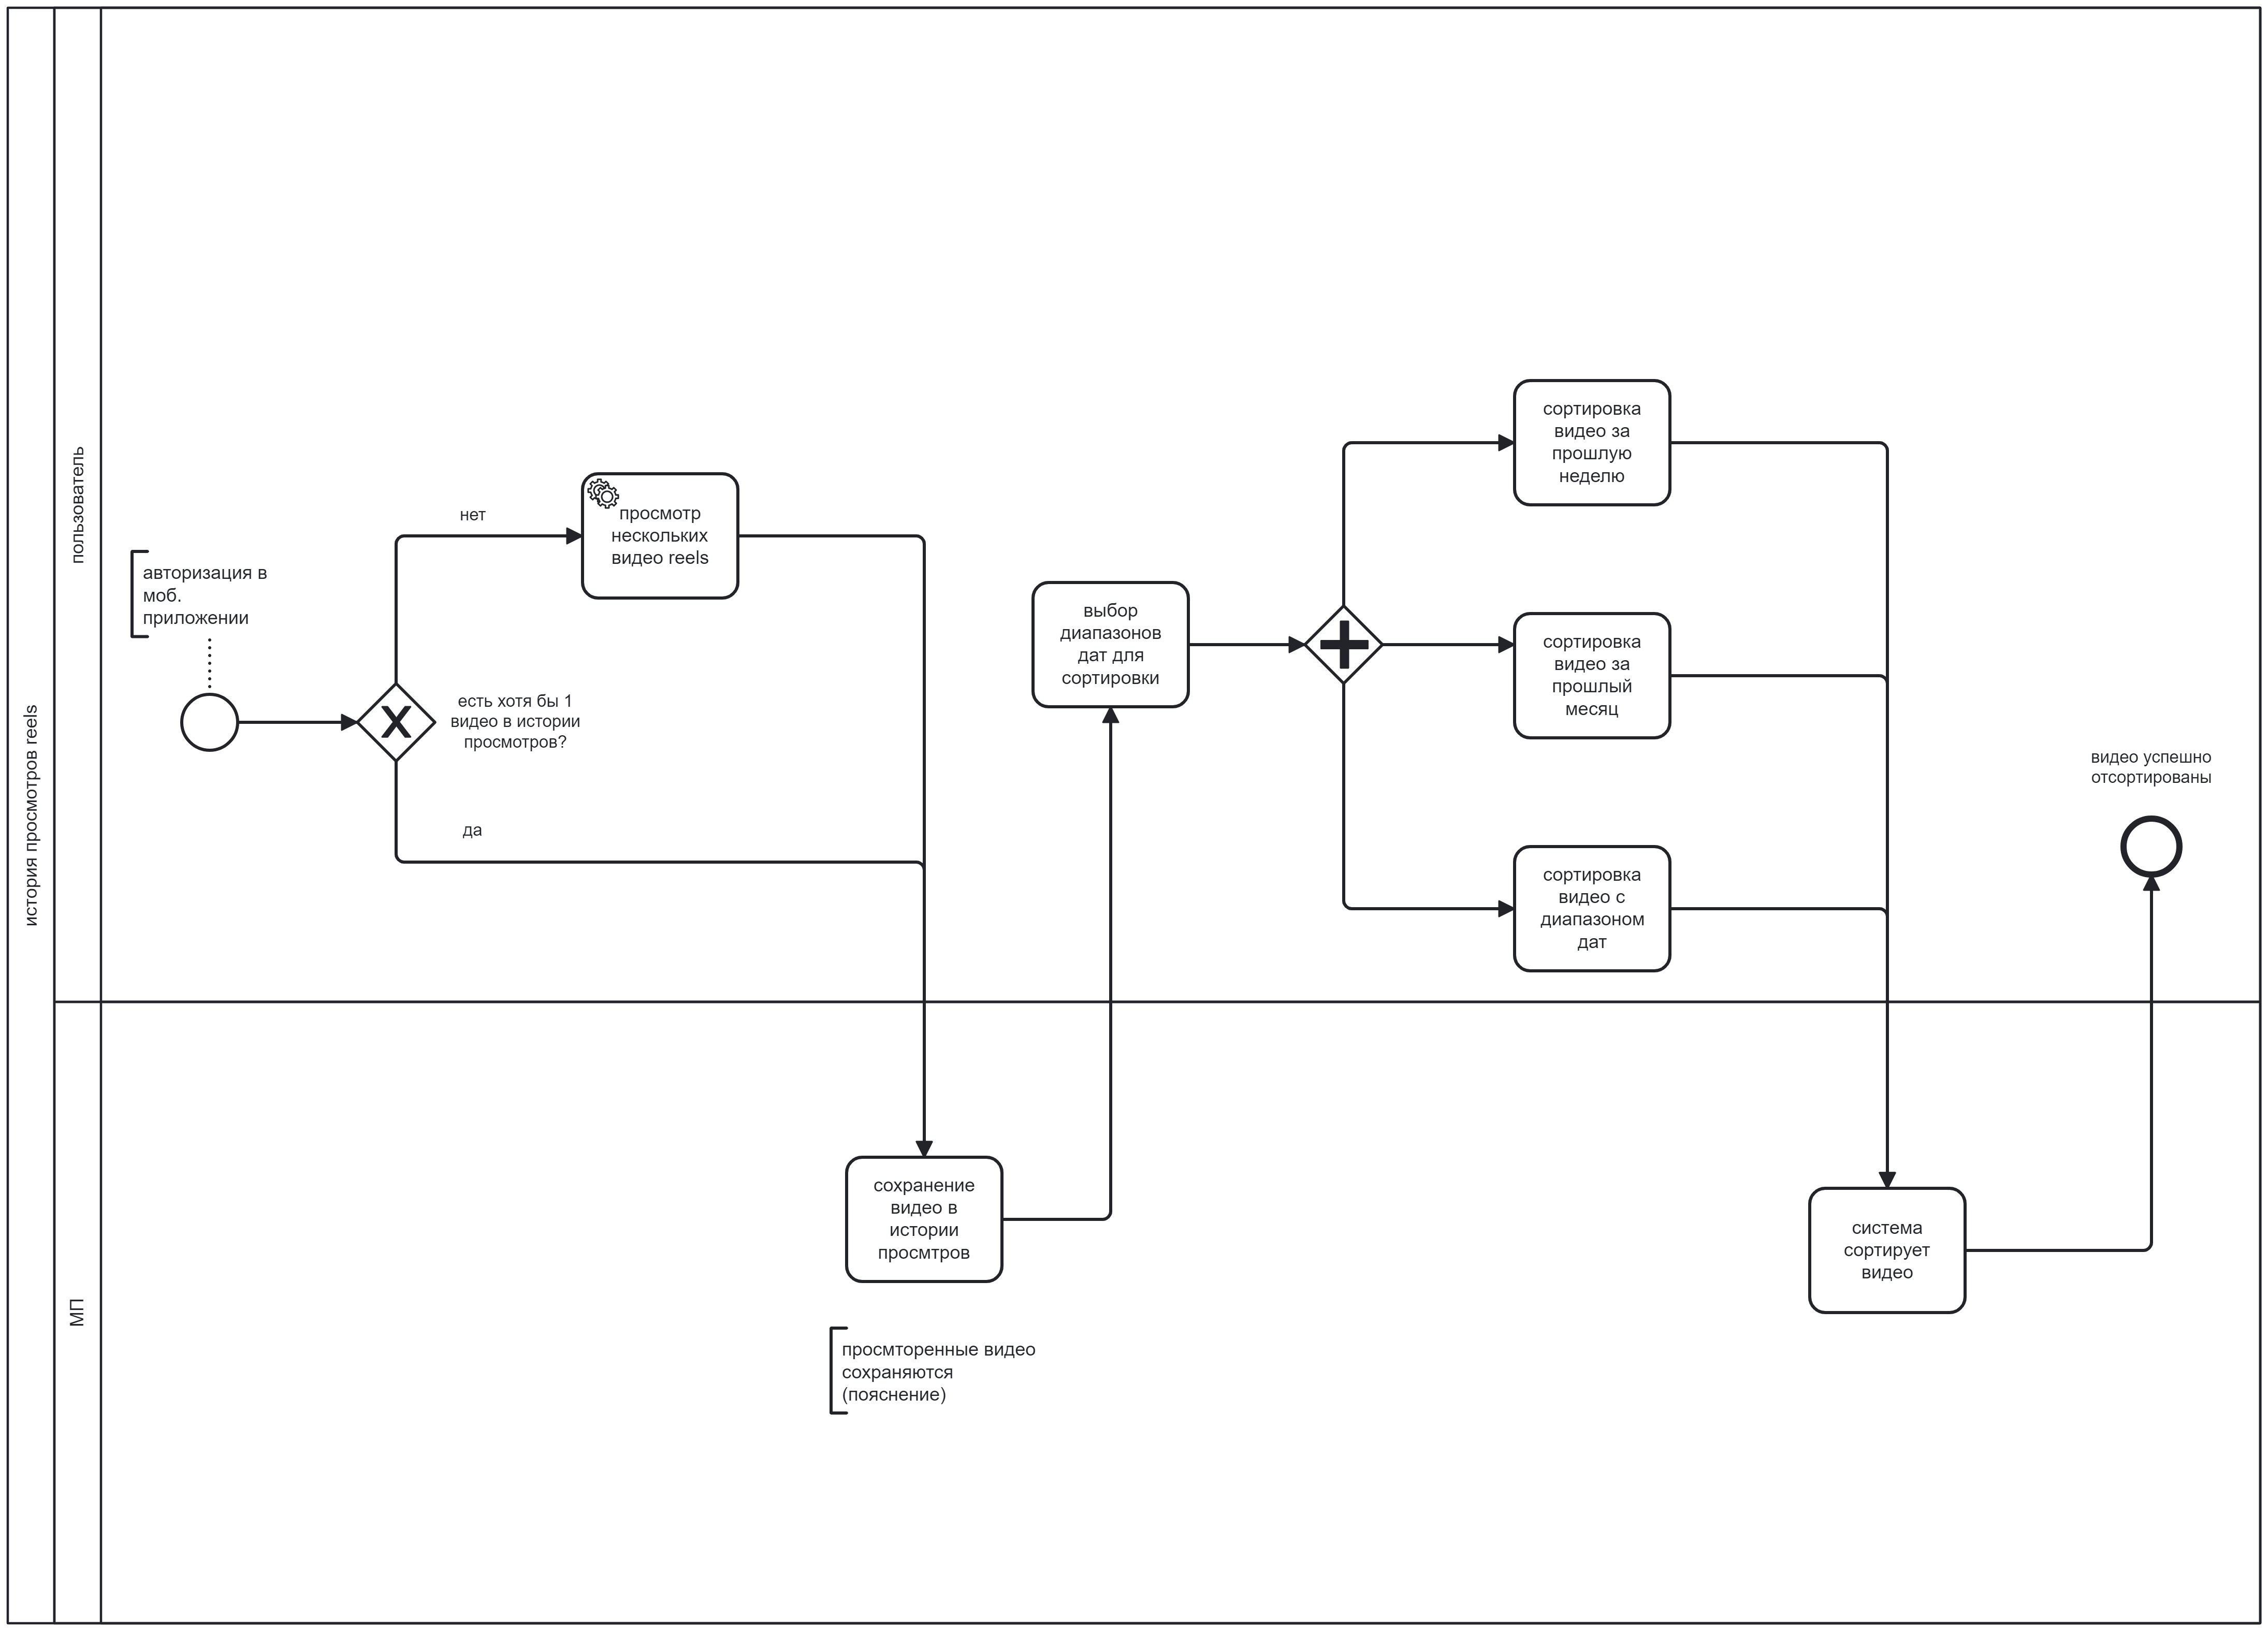 история просмотров reels
пользователь
авторизация в
моб.
приложении
есть хотя бы 1
видео в истории
просмотров?
нет
да
просмотр
нескольких
видео reels
выбор
диапазонов
дат для
сортировки
сортировка
видео за
прошлую
неделю
сортировка
видео за
прошлый
месяц
сортировка
видео с
диапазоном
дат
видео успешно
отсортированы
МП
сохранение
видео в
истории
просмтров
просмторенные видео
сохраняются
(пояснение)
система
сортирует
видео